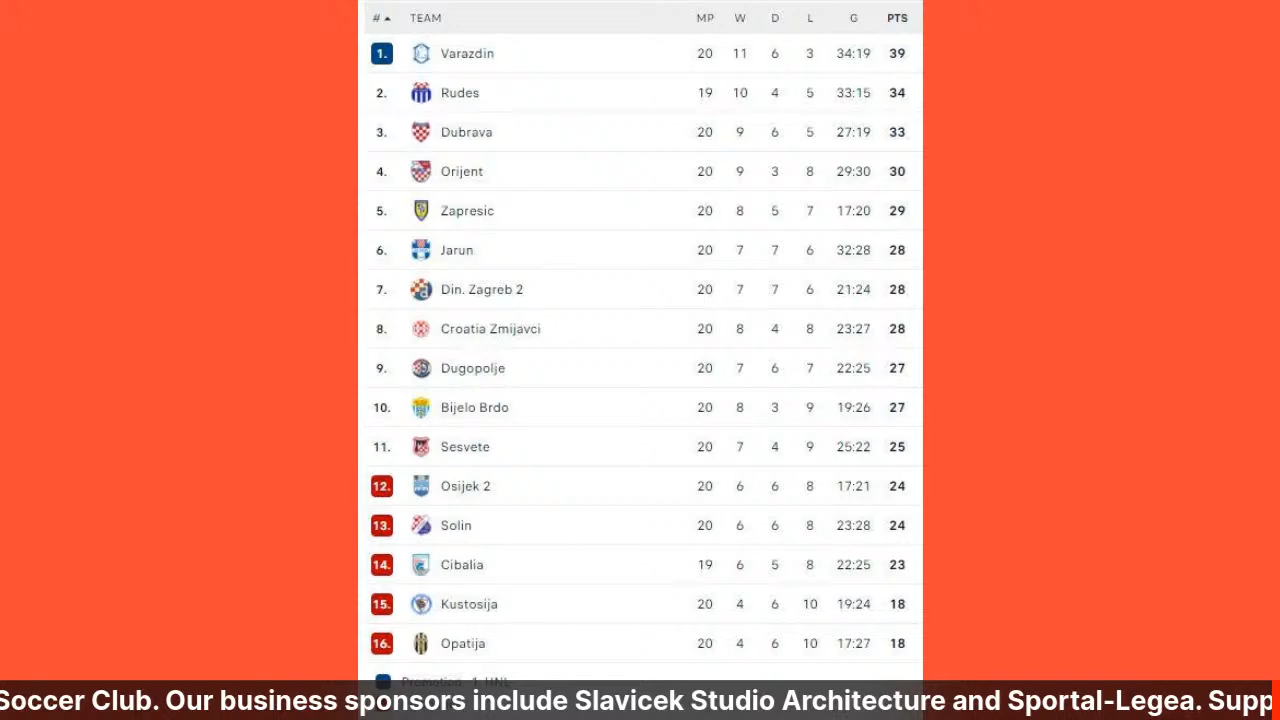 # TEAM MP W D L G PTS
1. Varazdin 20 11 6 3 34:19 39
2. Rudes 19 10 4 5 33:15 34
3. Dubrava 20 9 6 5 27:19 33
4. Orijent 20 9 3 8 29:30 30
5. Zapresic 20 8 5 7 17:20 29
6. Jarun 20 7 7 6 32:28 28
7. Din. Zagreb 2 20 7 7 6 21:24 28
8. Croatia Zmijavci 20 8 4 8 23:27 28
9. Dugopolje 20 7 6 7 22:25 27
10. Bijelo Brdo 20 8 3 9 19:26 27
11. Sesvete 20 7 4 9 25:22 25
12. Osijek 2 20 6 6 8 17:21 24
13. Solin 20 6 6 8 23:28 24
14. Cibalia 19 6 5 8 22:25 23
15. Kustosija 20 4 6 10 19:24 18
16. Opatija 20 4 6 10 17:27 18
Promotion 1. HNL
Soccer Club. Our business sponsors include Slavicek Studio Architecture and Sportal-Legea. Supp